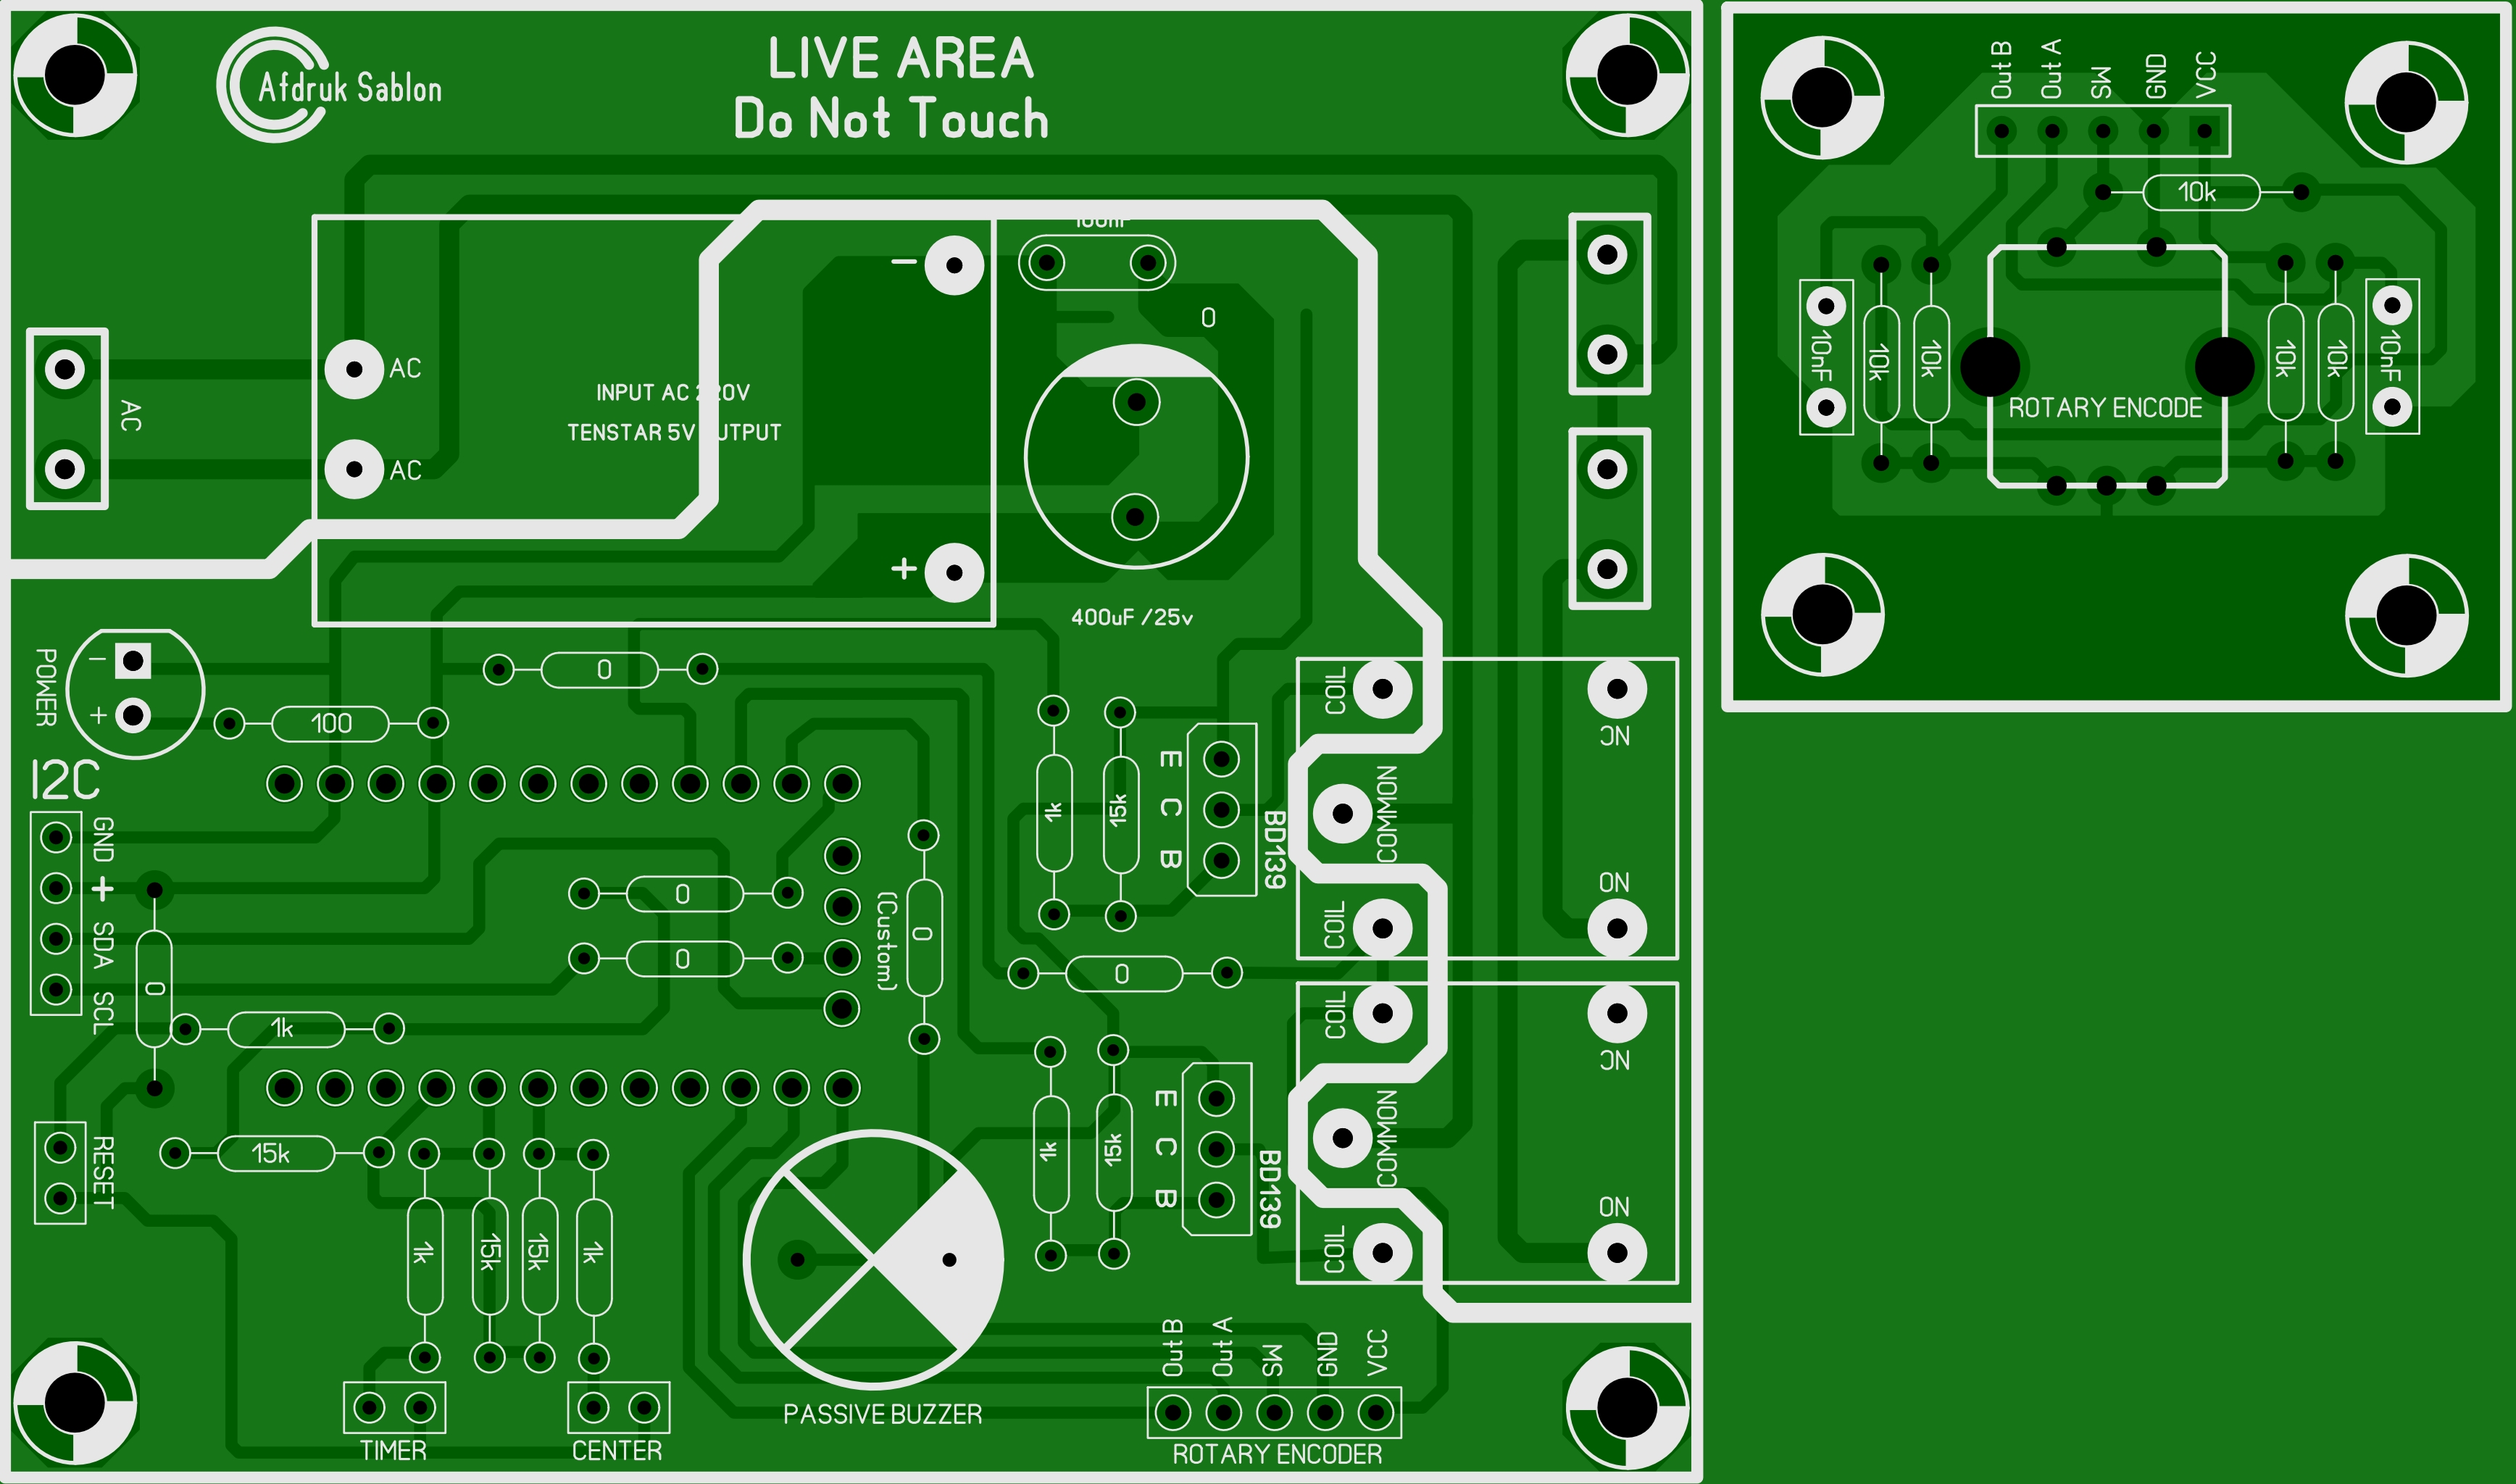 Afdruk Sablon
LIVE AREA
Do Not Touch
AC
AC
AC
INPUT AC 220V
TENSTAR 5V OUTPUT
−
+
100nF
0
400uF /25v
POWER
−
+
100
0
I2C
GND
+
SDA
SCL
0
1k
15k
RESET
0
0
(Custom)
0
1k
15k
E
C
B
BD139
0
COIL
COMMON
COIL
NC
NO
1k
15k
E
C
B
BD139
COIL
COMMON
COIL
NC
NO
1k
15k
15k
1k
TIMER
CENTER
PASSIVE BUZZER
Out B
Out A
MS
GND
VCC
ROTARY ENCODER
Out B
Out A
SW
GND
VCC
10k
10nF
10k
10k
ROTARY ENCODE
10k
10k
10nF